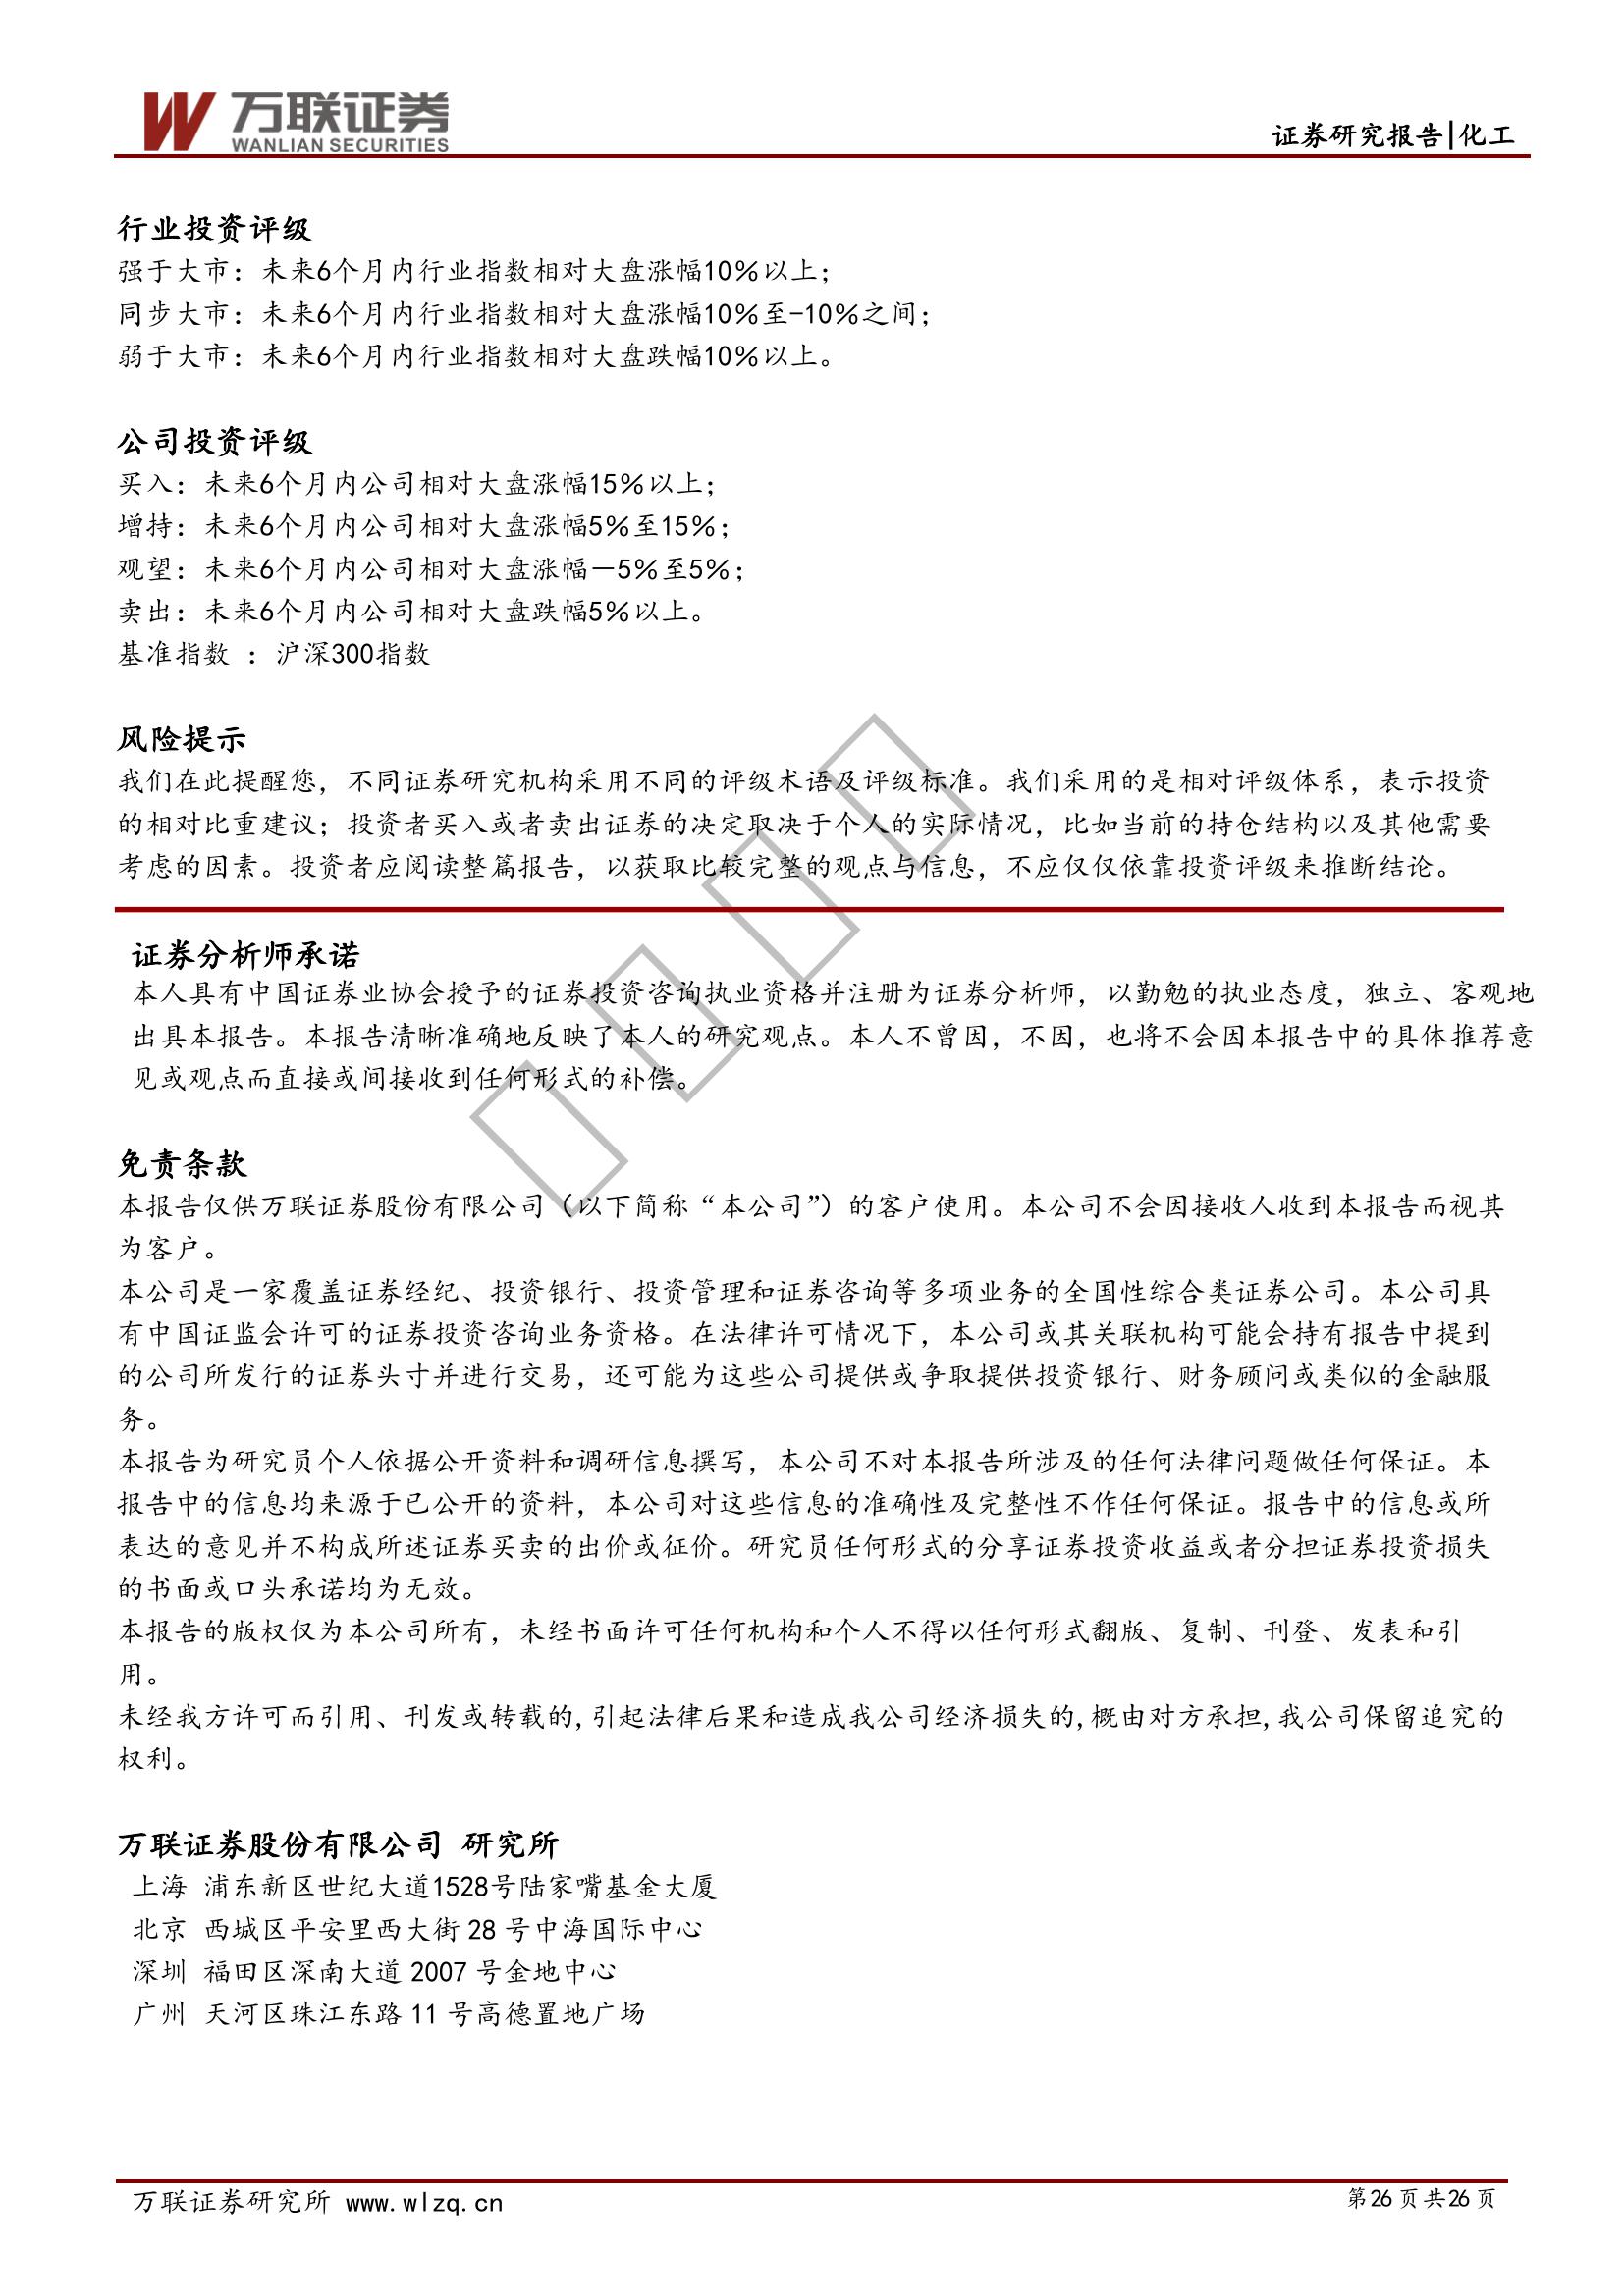 万联证券
WANLIAN SECURITIES
证券研究报告|化工
行业投资评级
强于大市：未来6个月内行业指数相对大盘涨幅10％以上；
同步大市：未来6个月内行业指数相对大盘涨幅10％至-10％之间；
弱于大市：未来6个月内行业指数相对大盘跌幅10％以上。
公司投资评级
买入：未来6个月内公司相对大盘涨幅15％以上；
增持：未来6个月内公司相对大盘涨幅5％至15％；
观望：未来6个月内公司相对大盘涨幅－5％至5％；
卖出：未来6个月内公司相对大盘跌幅5％以上。
基准指数 ：沪深300指数
风险提示
我们在此提醒您，不同证券研究机构采用不同的评级术语及评级标准。我们采用的是相对评级体系，表示投资
的相对比重建议；投资者买入或者卖出证券的决定取决于个人的实际情况，比如当前的持仓结构以及其他需要
考虑的因素。投资者应阅读整篇报告，以获取比较完整的观点与信息，不应仅仅依靠投资评级来推断结论。
证券分析师承诺
本人具有中国证券业协会授予的证券投资咨询执业资格并注册为证券分析师，以勤勉的执业态度，独立、客观地
出具本报告。本报告清晰准确地反映了本人的研究观点。本人不曾因，不因，也将不会因本报告中的具体推荐意
见或观点而直接或间接收到任何形式的补偿。
免责条款
本报告仅供万联证券股份有限公司（以下简称“本公司”）的客户使用。本公司不会因接收人收到本报告而视其
为客户。
本公司是一家覆盖证券经纪、投资银行、投资管理和证券咨询等多项业务的全国性综合类证券公司。本公司具
有中国证监会许可的证券投资咨询业务资格。在法律许可情况下，本公司或其关联机构可能会持有报告中提到
的公司所发行的证券头寸并进行交易，还可能为这些公司提供或争取提供投资银行、财务顾问或类似的金融服
务。
本报告为研究员个人依据公开资料和调研信息撰写，本公司不对本报告所涉及的任何法律问题做任何保证。本
报告中的信息均来源于已公开的资料，本公司对这些信息的准确性及完整性不作任何保证。报告中的信息或所
表达的意见并不构成所述证券买卖的出价或征价。研究员任何形式的分享证券投资收益或者分担证券投资损失
的书面或口头承诺均为无效。
本报告的版权仅为本公司所有，未经书面许可任何机构和个人不得以任何形式翻版、复制、刊登、发表和引
用。
未经我方许可而引用、刊发或转载的,引起法律后果和造成我公司经济损失的,概由对方承担,我公司保留追究的
权利。
万联证券股份有限公司 研究所
上海 浦东新区世纪大道1528号陆家嘴基金大厦
北京 西城区平安里西大街 28 号中海国际中心
深圳 福田区深南大道 2007 号金地中心
广州 天河区珠江东路 11 号高德置地广场
万联证券研究所 www.wlzq.cn
第26 页 共26 页